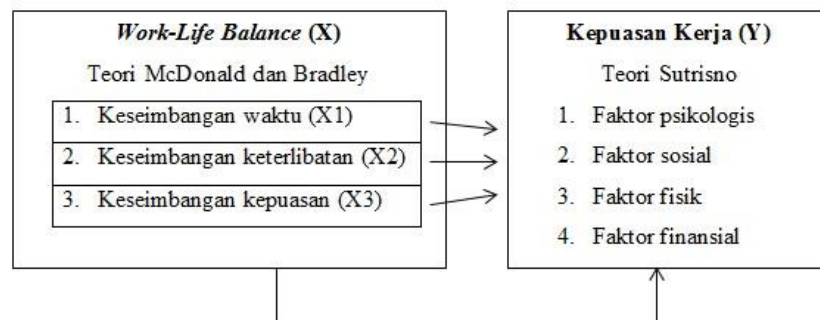 Work-Life Balance (X)
Teori McDonald dan Bradley
1. Keseimbangan waktu (X1)
2. Keseimbangan keterlibatan (X2)
3. Keseimbangan kepuasan (X3)
Kepuasan Kerja (Y)
Teori Sutrisno
1. Faktor psikologis
2. Faktor sosial
3. Faktor fisik
4. Faktor finansial